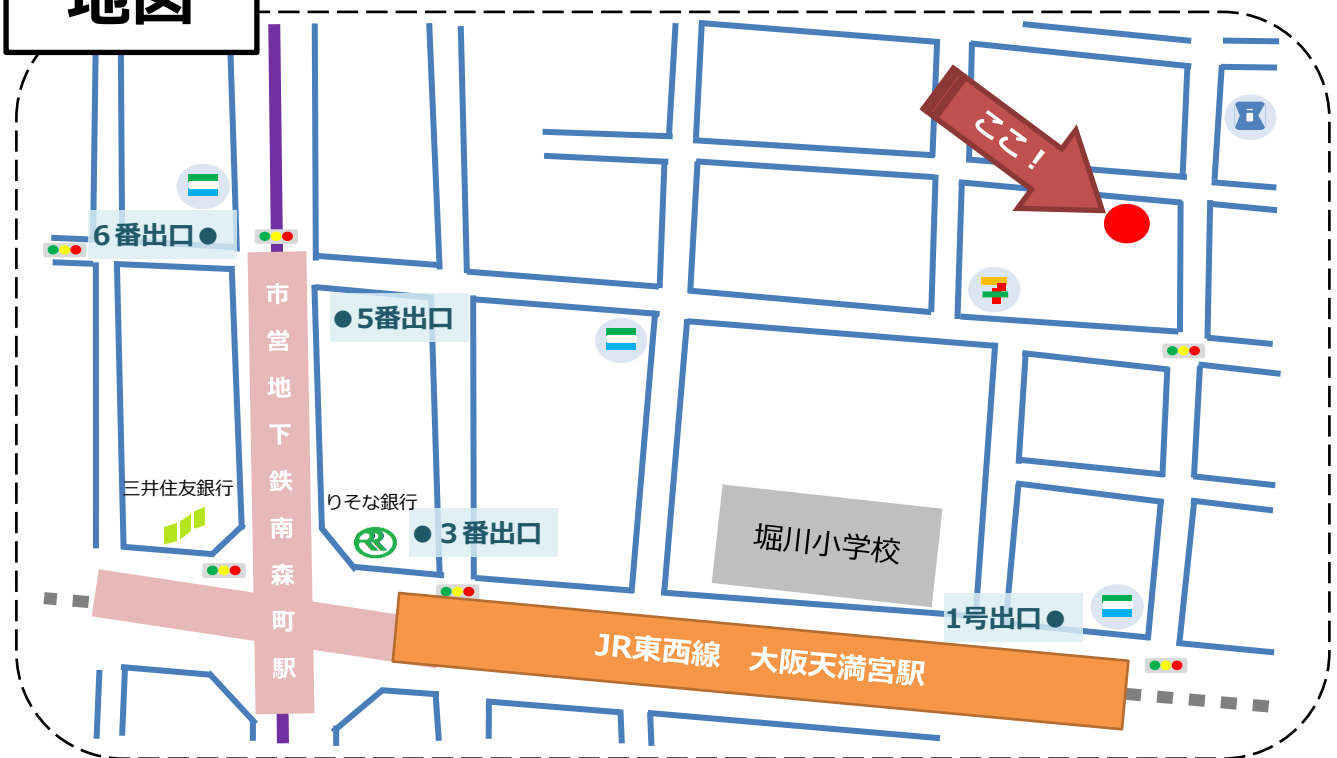 地図
ここ！
6番出口
市営地下鉄南森町駅
5番出口
三井住友銀行
りそな銀行
3番出口
堀川小学校
1号出口
JR東西線　大阪天満宮駅